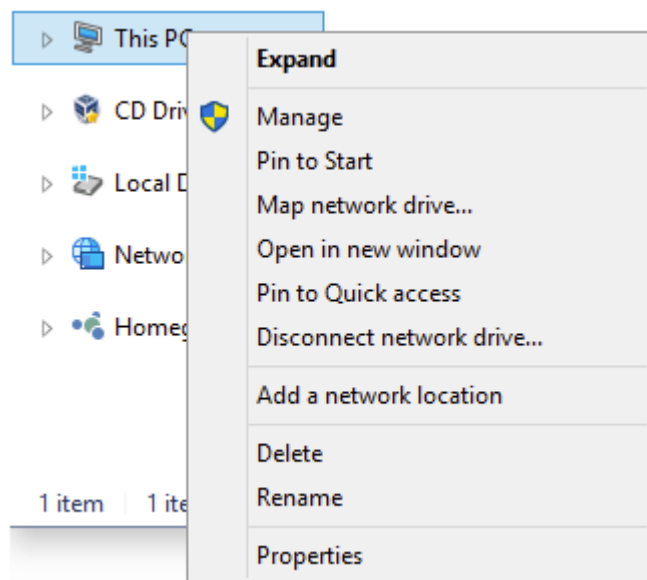 This PC
Expand
CD Driv
Manage
Pin to Start
Local D
Map network drive...
Open in new window
Netwo
Pin to Quick access
Disconnect network drive...
Homeg
Add a network location
Delete
Rename
1 item 1 ite
Properties